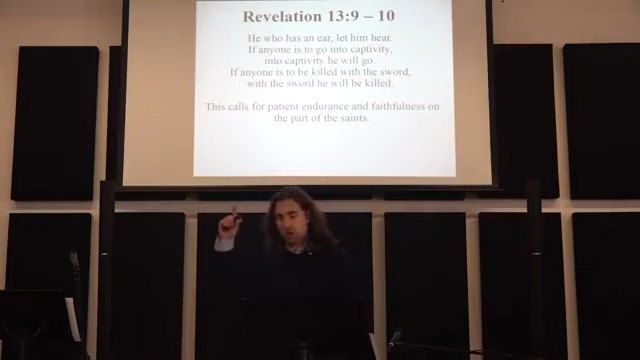 Revelation 13:9 – 10
He who has an ear, let him hear.
If anyone is to go into captivity,
into captivity he will go.
If anyone is to be killed with the sword,
with the sword he will be killed.
This calls for patient endurance and faithfulness on
the part of the saints.